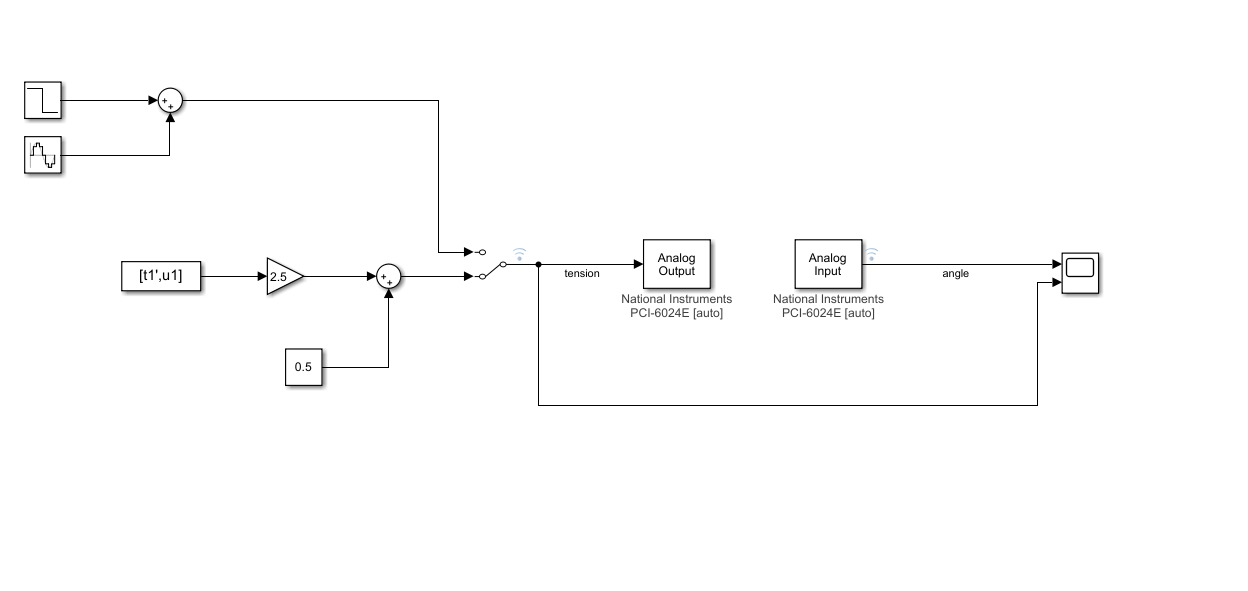 +
+
[t1',u1]
2.5
+
+
0.5
tension
Analog
Output
National Instruments
PCI-6024E [auto]
Analog
Input
National Instruments
PCI-6024E [auto]
angle